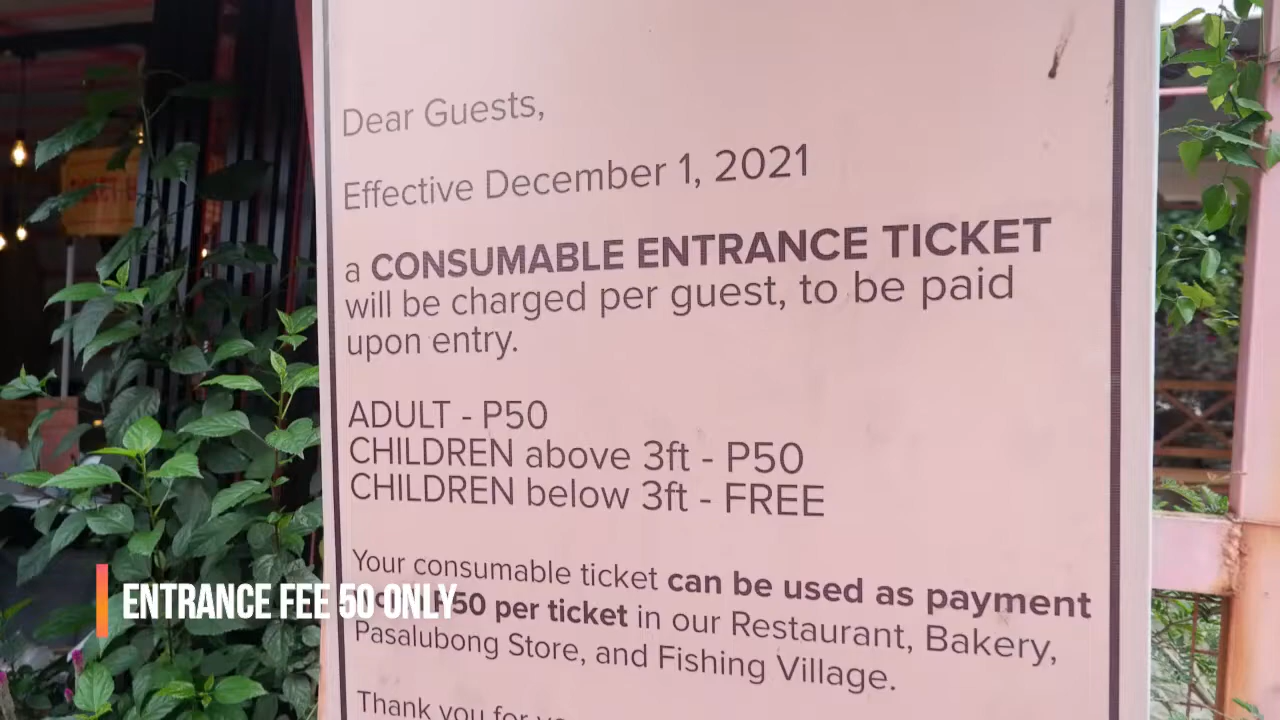 Dear Guests,
Effective December 1, 2021
a CONSUMABLE ENTRANCE TICKET
will be charged per guest, to be paid
upon entry.
ADULT - P50
CHILDREN above 3ft - P50
CHILDREN below 3ft - FREE
Your consumable ticket can be used as payment
50 per ticket in our Restaurant, Bakery,
Pasalubong Store, and Fishing Village.
Thank you for
ENTRANCE FEE 50 ONLY